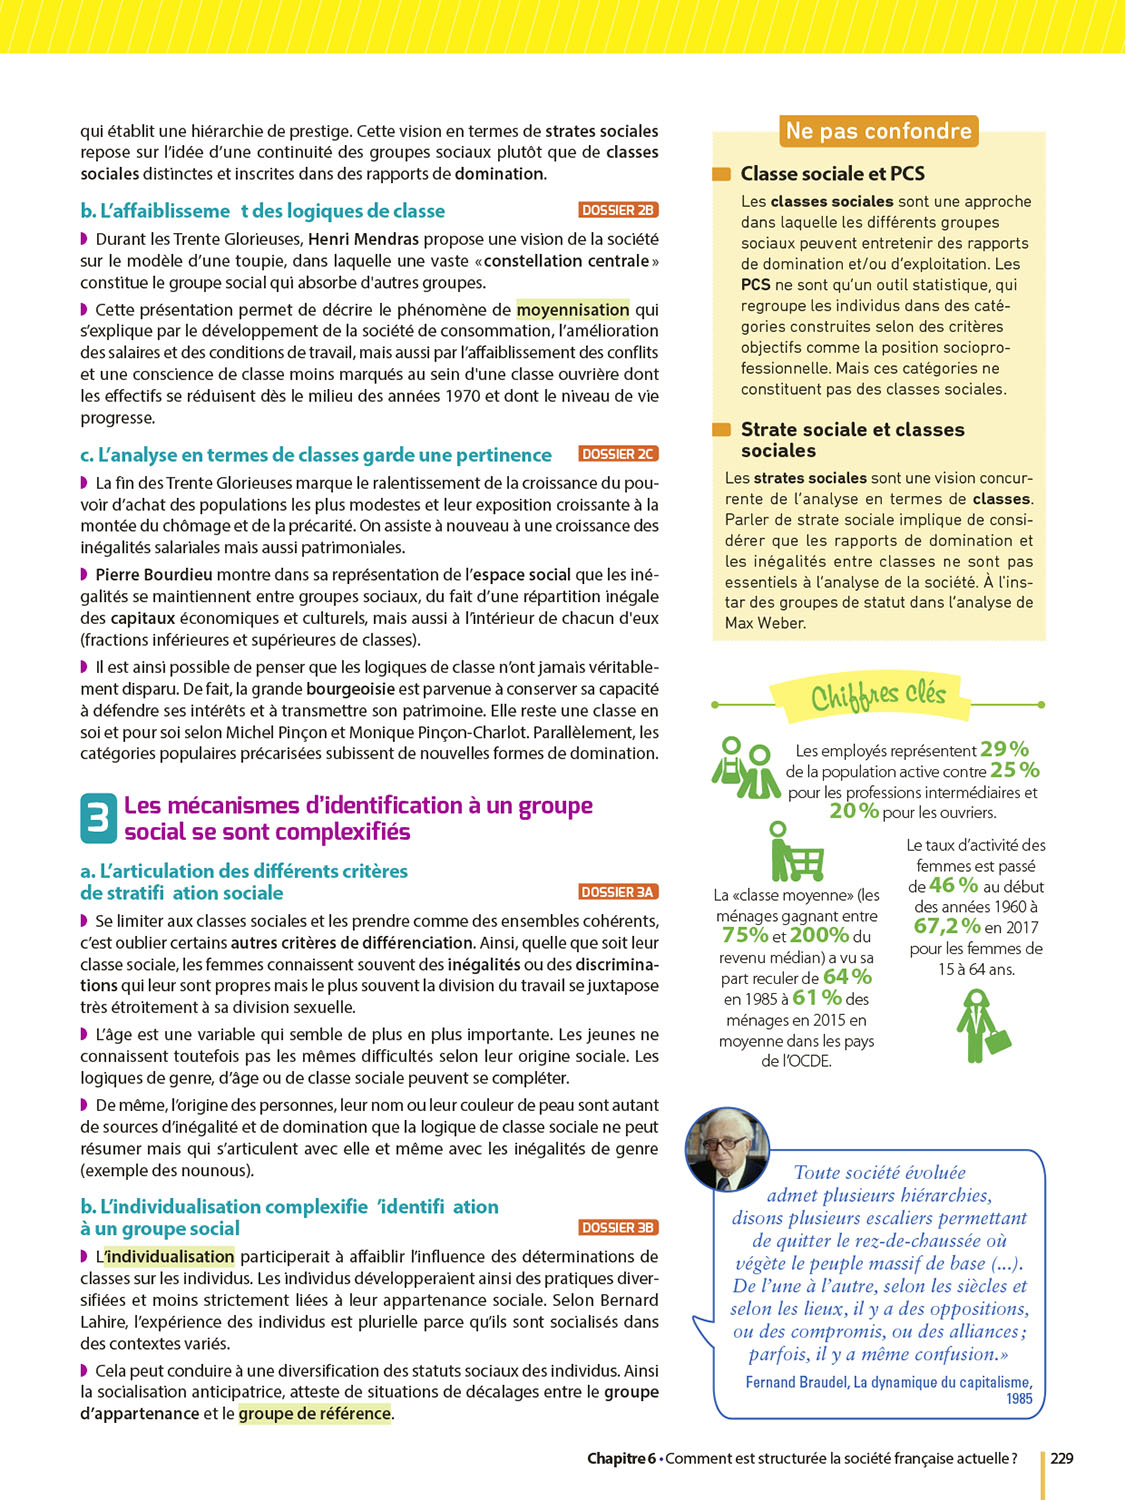 qui établit une hiérarchie de prestige. Cette vision en termes de strates sociales
repose sur l'idée d'une continuité des groupes sociaux plutôt que de classes
sociales distinctes et inscrites dans des rapports de domination.
b. L'affaiblisseme t des logiques de classe
DOSSIER 2B
Durant les Trente Glorieuses, Henri Mendras propose une vision de la société
sur le modèle d'une toupie, dans laquelle une vaste «constellation centrale»
constitue le groupe social qui absorbe d'autres groupes.
Cette présentation permet de décrire le phénomène de moyennisation qui
s'explique par le développement de la société de consommation, l'amélioration
des salaires et des conditions de travail, mais aussi par l'affaiblissement des conflits
et une conscience de classe moins marqués au sein d'une classe ouvrière dont
les effectifs se réduisent dès le milieu des années 1970 et dont le niveau de vie
progresse.
c. L'analyse en termes de classes garde une pertinence
DOSSIER 2C
La fin des Trente Glorieuses marque le ralentissement de la croissance du pou-
voir d'achat des populations les plus modestes et leur exposition croissante à la
montée du chômage et de la précarité. On assiste à nouveau à une croissance des
inégalités salariales mais aussi patrimoniales.
Pierre Bourdieu montre dans sa représentation de l'espace social que les iné-
galités se maintiennent entre groupes sociaux, du fait d'une répartition inégale
des capitaux économiques et culturels, mais aussi à l'intérieur de chacun d'eux
(fractions inférieures et supérieures de classes).
Il est ainsi possible de penser que les logiques de classe n'ont jamais véritable-
ment disparu. De fait, la grande bourgeoisie est parvenue à conserver sa capacité
à défendre ses intérêts et à transmettre son patrimoine. Elle reste une classe en
soi et pour soi selon Michel Pinçon et Monique Pinçon-Charlot. Parallèlement, les
catégories populaires précarisées subissent de nouvelles formes de domination.
3 Les mécanismes d'identification à un groupe
social se sont complexifiés
a. L'articulation des différents critères
de stratifi ation sociale
DOSSIER 3A
Se limiter aux classes sociales et les prendre comme des ensembles cohérents,
c'est oublier certains autres critères de différenciation. Ainsi, quelle que soit leur
classe sociale, les femmes connaissent souvent des inégalités ou des discrimina-
tions qui leur sont propres mais le plus souvent la division du travail se juxtapose
très étroitement à sa division sexuelle.
L'âge est une variable qui semble de plus en plus importante. Les jeunes ne
connaissent toutefois pas les mêmes difficultés selon leur origine sociale. Les
logiques de genre, d'âge ou de classe sociale peuvent se compléter.
De même, l'origine des personnes, leur nom ou leur couleur de peau sont autant
de sources d'inégalité et de domination que la logique de classe sociale ne peut
résumer mais qui s'articulent avec elle et même avec les inégalités de genre
(exemple des nounous).
b. L'individualisation complexifie 'identifi ation
à un groupe social
DOSSIER 3B
L'individualisation participerait à affaiblir l'influence des déterminations de
classes sur les individus. Les individus développeraient ainsi des pratiques diver-
sifiées et moins strictement liées à leur appartenance sociale. Selon Bernard
Lahire, l'expérience des individus est plurielle parce qu'ils sont socialisés dans
des contextes variés.
Cela peut conduire à une diversification des statuts sociaux des individus. Ainsi
la socialisation anticipatrice, atteste de situations de décalages entre le groupe
d'appartenance et le groupe de référence.
Ne pas confondre
Classe sociale et PCS
Les classes sociales sont une approche
dans laquelle les différents groupes
sociaux peuvent entretenir des rapports
de domination et/ou d'exploitation. Les
PCS ne sont qu'un outil statistique, qui
regroupe les individus dans des caté-
gories construites selon des critères
objectifs comme la position sociopro-
fessionnelle. Mais ces catégories ne
constituent pas des classes sociales.
Strate sociale et classes
sociales
Les strates sociales sont une vision concur-
rente de l'analyse en termes de classes.
Parler de strate sociale implique de consi-
dérer que les rapports de domination et
les inégalités entre classes ne sont pas
essentiels à l'analyse de la société. À l'ins-
tar des groupes de statut dans l'analyse de
Max Weber.
Chiffres clés
Les employés représentent 29 %
de la population active contre 25 %
pour les professions intermédiaires et
20 % pour les ouvriers.
La «classe moyenne» (les
ménages gagnant entre
75% et 200% du
revenu médian) a vu sa
part reculer de 64 %
en 1985 à 61 % des
ménages en 2015 en
moyenne dans les pays
de l'OCDE.
Le taux d'activité des
femmes est passé
de 46 % au début
des années 1960 à
67,2 % en 2017
pour les femmes de
15 à 64 ans.
Toute société évoluée
admet plusieurs hiérarchies,
disons plusieurs escaliers permettant
de quitter le rez-de-chaussée où
végète le peuple massif de base (...).
De l'une à l'autre, selon les siècles et
selon les lieux, il y a des oppositions,
ou des compromis, ou des alliances ;
parfois, il y a même confusion.»
Fernand Braudel, La dynamique du capitalisme,
1985
Chapitre 6 • Comment est structurée la société française actuelle ? 229